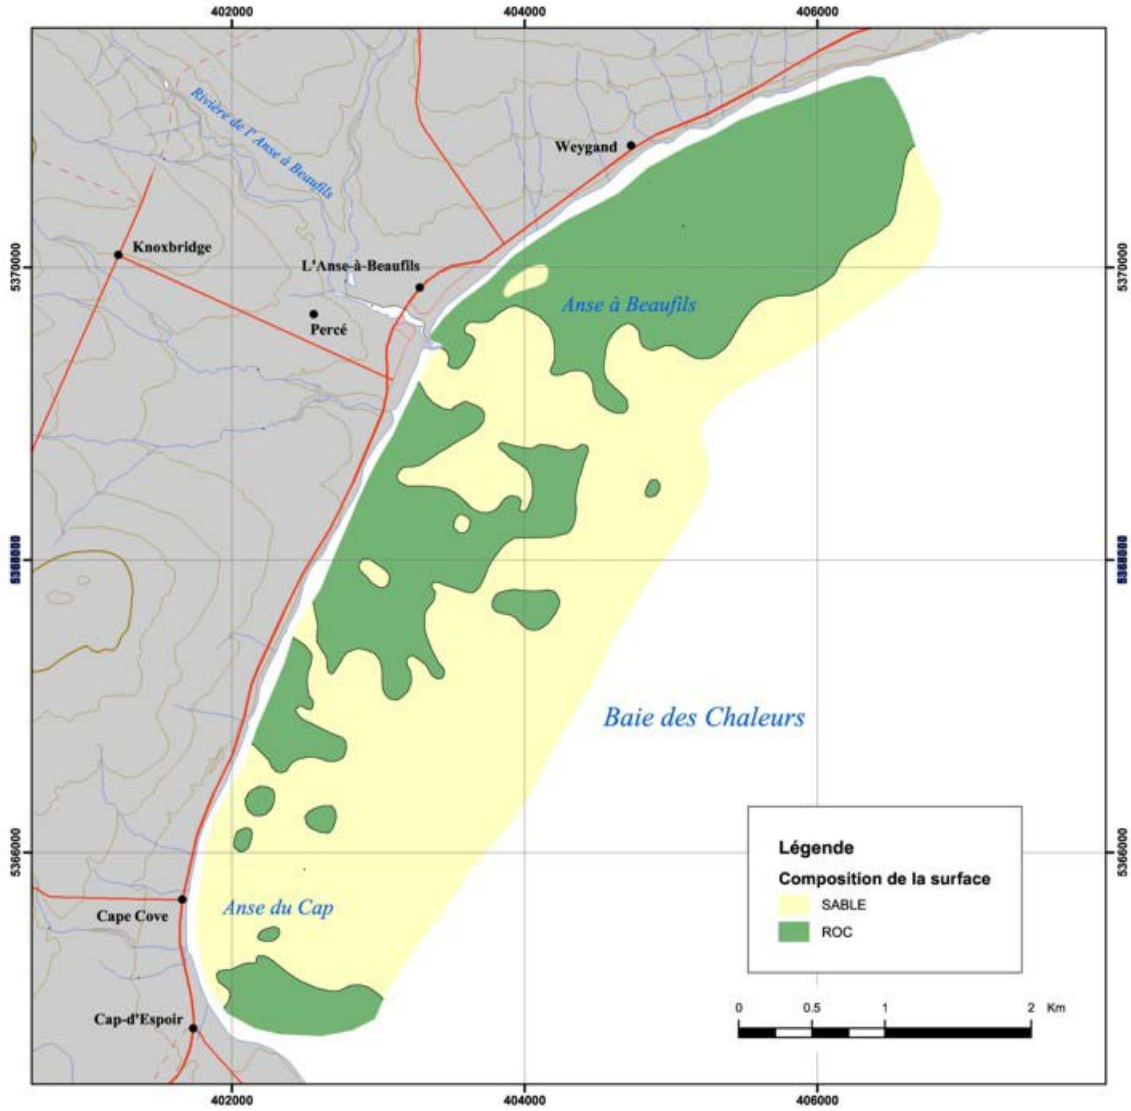 402000
404000
406000
Rivière de l' Anse à Beaufils
Weygand
Knoxbridge
L'Anse-à-Beaufils
5370000
5370000
Anse à Beaufils
Percé
Baie des Chaleurs
5366000
5366000
Légende
Composition de la surface
SABLE
ROC
Cape Cove
Anse du Cap
Cap-d'Espoir
0 0.5 1 2 Km
402000
404000
406000